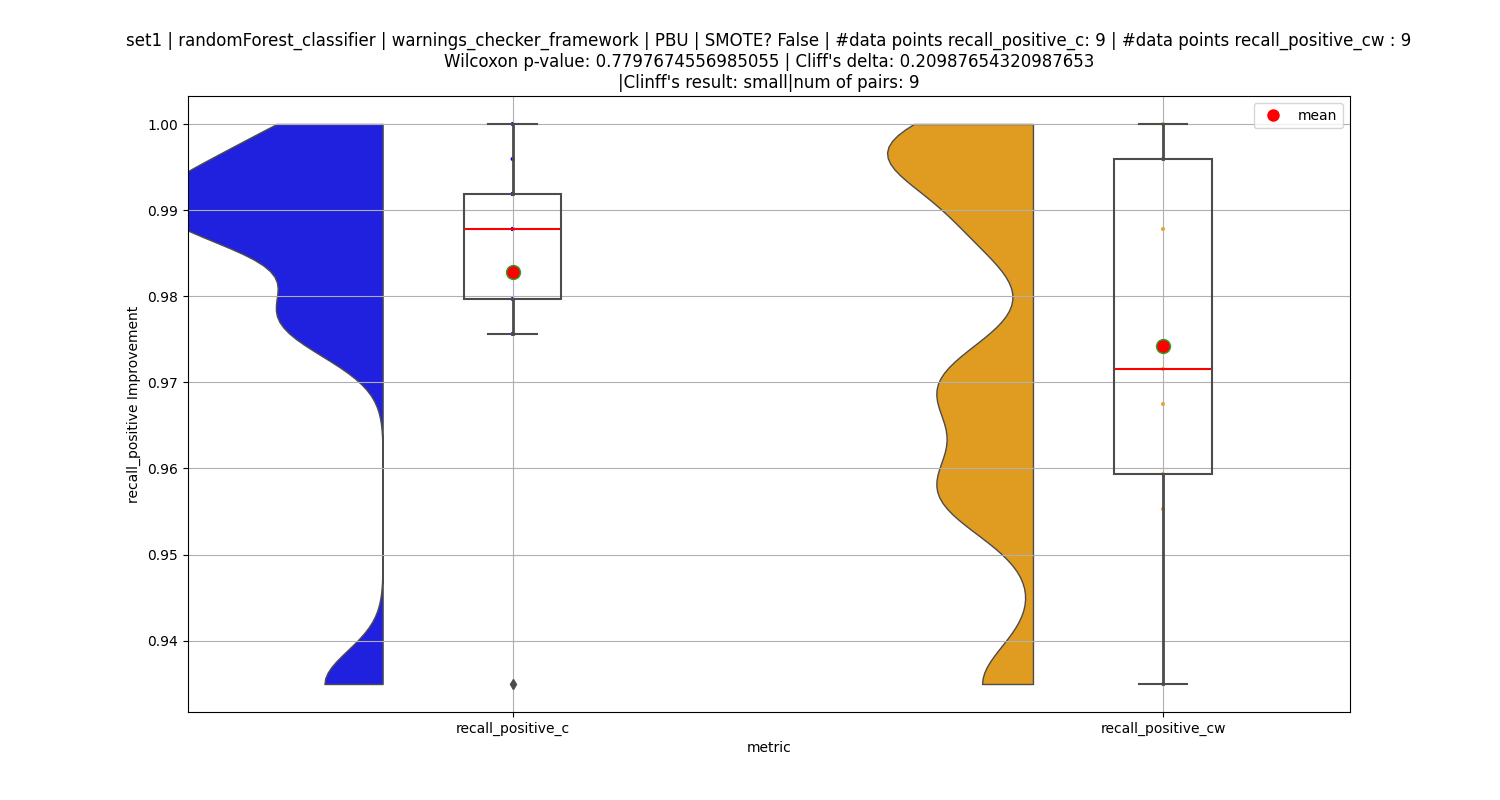 set1 | randomForest_classifier | warnings_checker_framework | PBU | SMOTE? False | #data points recall_positive_c: 9 | #data points recall_positive_cw : 9
Wilcoxon p-value: 0.7797674556985055 | Cliff's delta: 0.20987654320987653
|Clinff's result: small|num of pairs: 9
mean
1.00
0.99
0.98
0.97
0.96
0.95
0.94
recall_positive Improvement
recall_positive_c
recall_positive_cw
metric